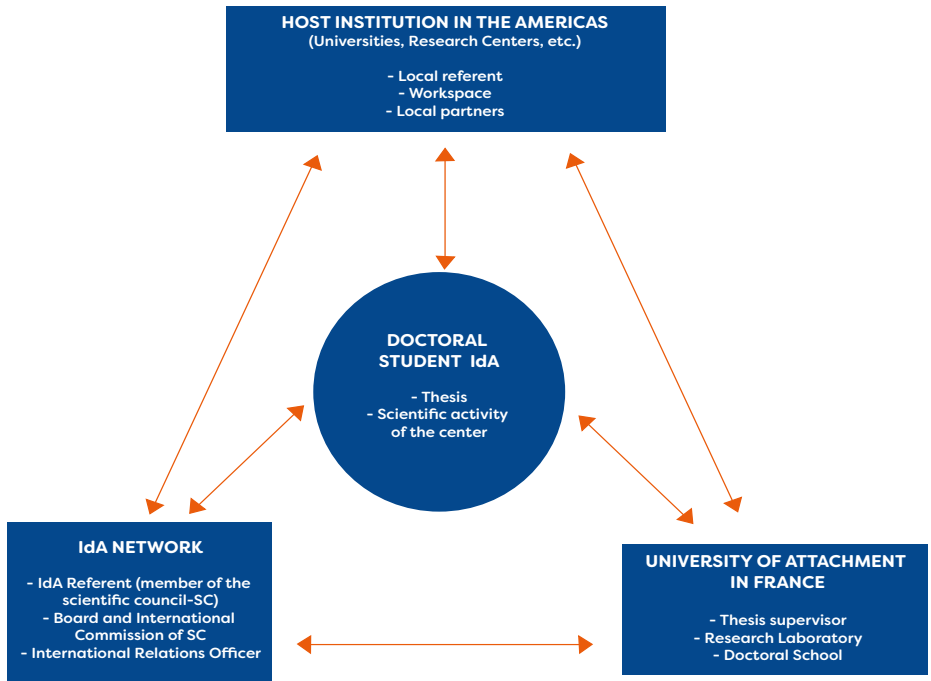 HOST INSTITUTION IN THE AMERICAS
(Universities, Research Centers, etc.)
- Local referent
- Workspace
- Local partners
DOCTORAL
STUDENT IdA
- Thesis
- Scientific activity
of the center
IdA NETWORK
- IdA Referent (member of the
scientific council-SC)
- Board and International
Commission of SC
- International Relations Officer
UNIVERSITY OF ATTACHMENT
IN FRANCE
- Thesis supervisor
- Research Laboratory
- Doctoral School